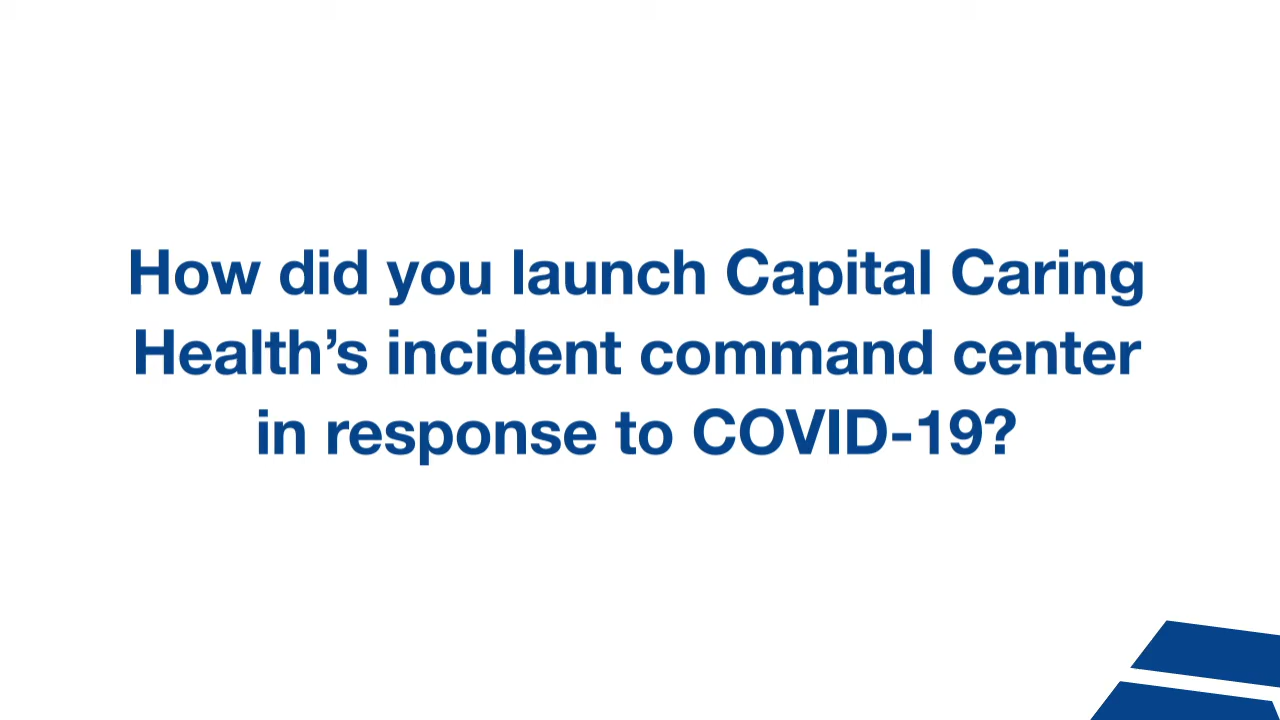 How did you launch Capital Caring
Health’s incident command center
in response to COVID-19?